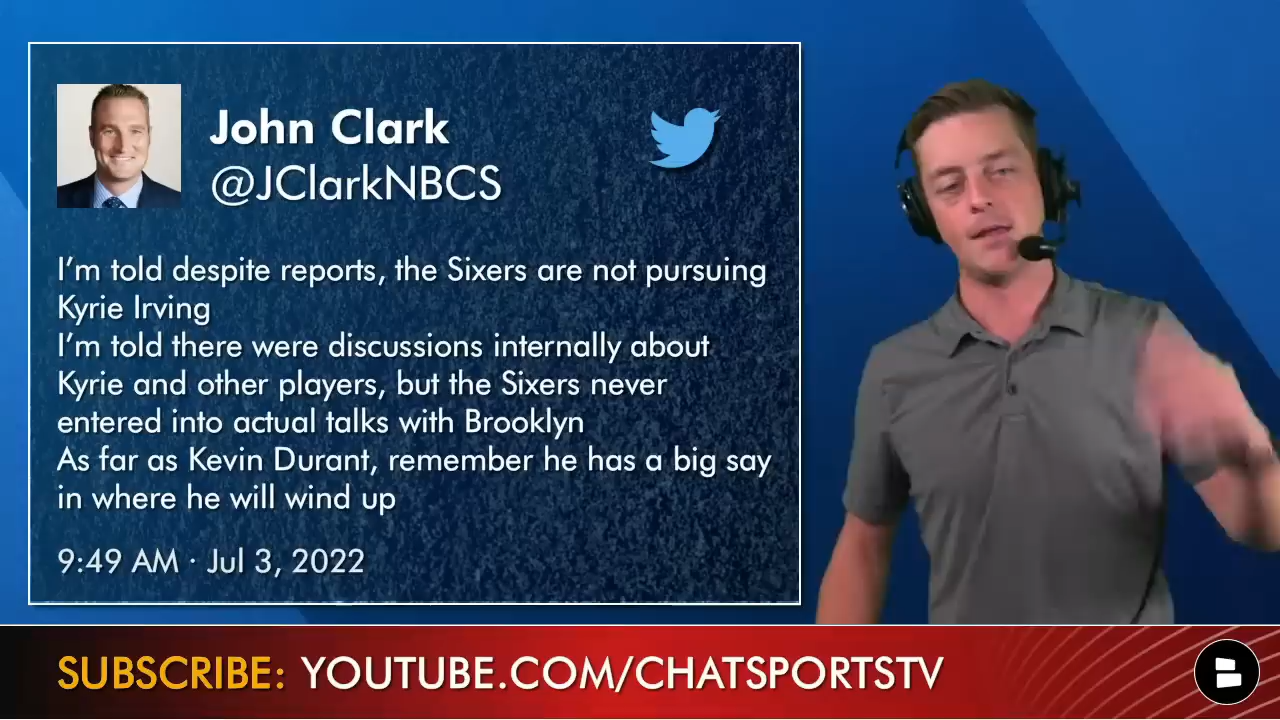 John Clark
@JClarkNBCS
I'm told despite reports, the Sixers are not pursuing
Kyrie Irving
I'm told there were discussions internally about
Kyrie and other players, but the Sixers never
entered into actual talks with Brooklyn
As far as Kevin Durant, remember he has a big say
in where he will wind up
9:49 AM · Jul 3, 2022
SUBSCRIBE: YOUTUBE.COM/CHATSPORTSTV